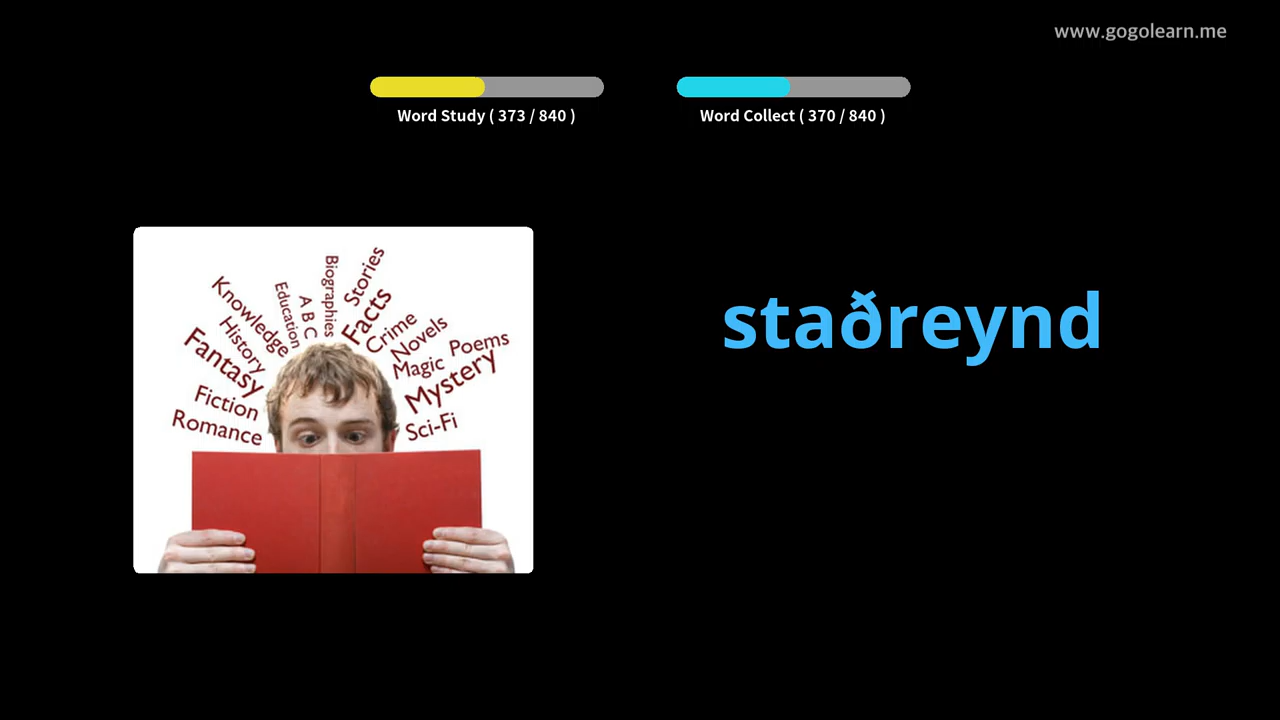 www.gogolearn.me
Word Study ( 373 / 840 )
Word Collect ( 370 / 840 )
staðreynd
Knowledge
History
Fantasy
Fiction
Romance
Education
A B C
Biographies
Stories
Facts
Crime
Novels
Magic
Poems
Mystery
Sci-Fi